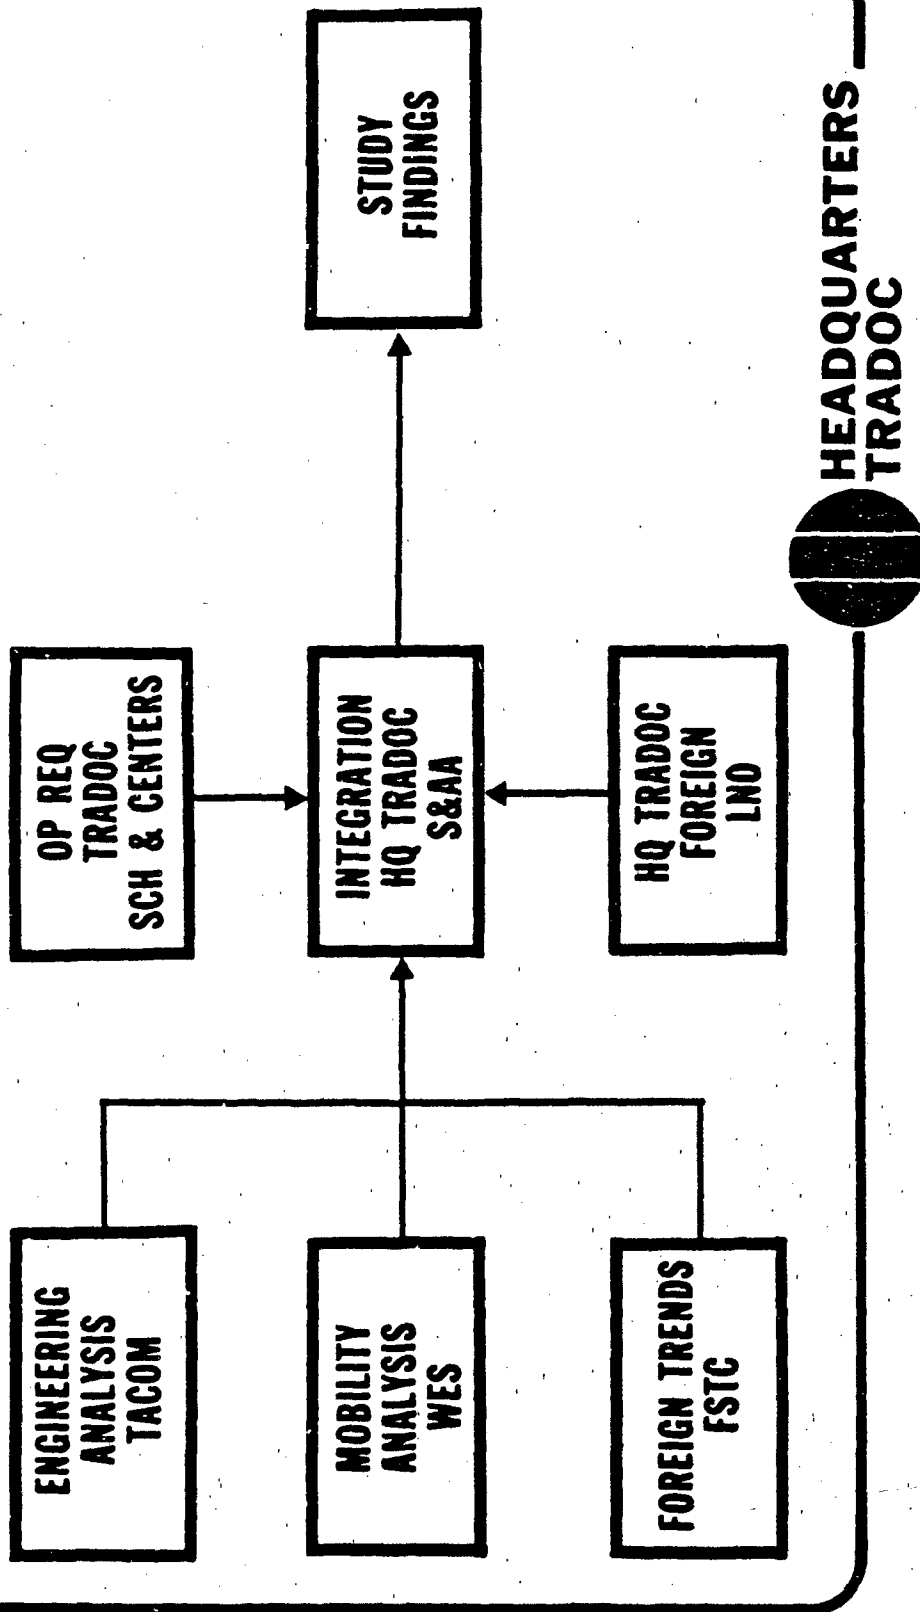 ENGINEERING
ANALYSIS
TACOM
MOBILITY
ANALYSIS
WES
FOREIGN TRENDS
FSTC
OP REQ
TRADOC
SCH & CENTERS
INTEGRATION
HQ TRADOC
S&AA
HQ TRADOC
FOREIGN
LNO
STUDY
FINDINGS
HEADQUARTERS
TRADOC